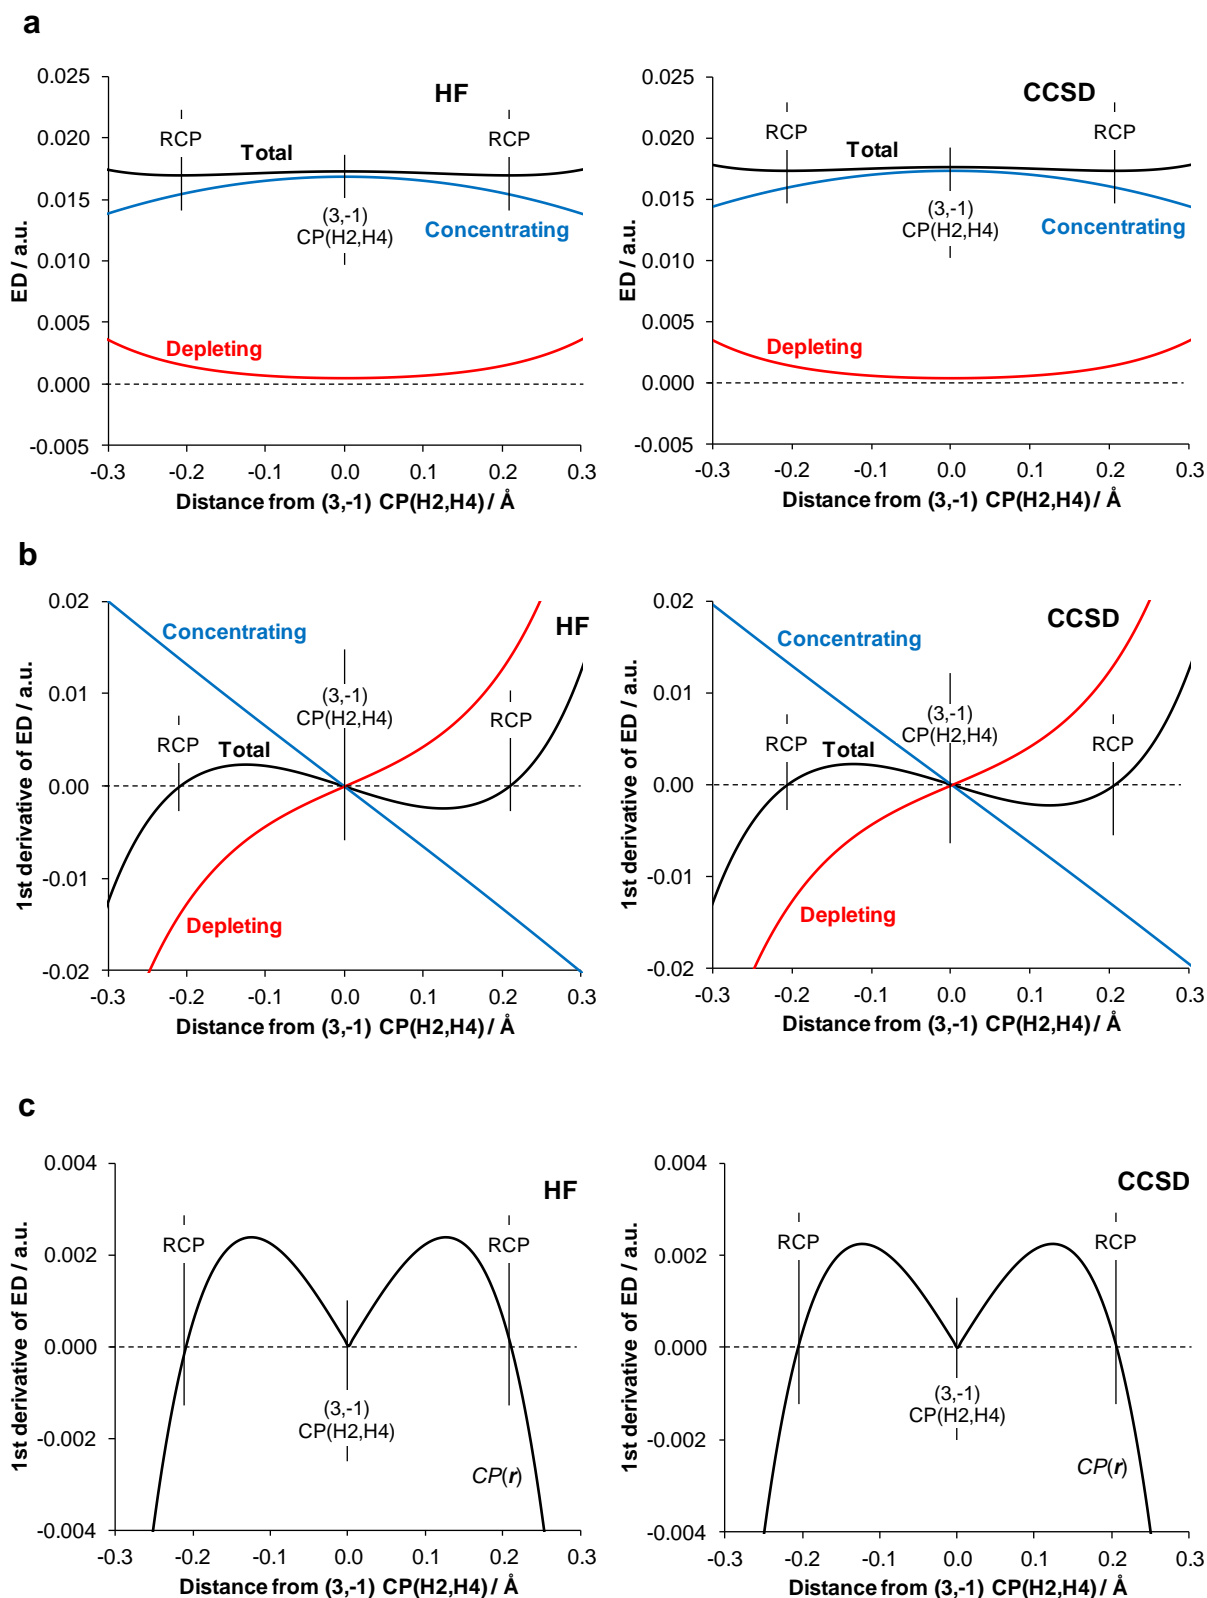 a
0.025
0.020
0.015
0.010
0.005
0.000
-0.005
ED / a.u.
HF
RCP
RCP
Total
(3,-1)
CP(H2,H4)
Concentrating
Depleting
-0.3 -0.2 -0.1 0.0 0.1 0.2 0.3
Distance from (3,-1) CP(H2,H4) / Å
0.025
0.020
0.015
0.010
0.005
0.000
-0.005
ED / a.u.
CCSD
RCP
RCP
Total
(3,-1)
CP(H2,H4)
Concentrating
Depleting
-0.3 -0.2 -0.1 0.0 0.1 0.2 0.3
Distance from (3,-1) CP(H2,H4) / Å
b
0.02
0.01
0.00
-0.01
-0.02
1st derivative of ED / a.u.
Concentrating
HF
(3,-1)
CP(H2,H4)
RCP
RCP
Total
Depleting
-0.3 -0.2 -0.1 0.0 0.1 0.2 0.3
Distance from (3,-1) CP(H2,H4) / Å
0.02
0.01
0.00
-0.01
-0.02
1st derivative of ED / a.u.
Concentrating
CCSD
(3,-1)
CP(H2,H4)
RCP
RCP
Total
Depleting
-0.3 -0.2 -0.1 0.0 0.1 0.2 0.3
Distance from (3,-1) CP(H2,H4) / Å
c
0.004
0.002
0.000
-0.002
-0.004
1st derivative of ED / a.u.
HF
RCP
RCP
(3,-1)
CP(H2,H4)
CP(r)
-0.3 -0.2 -0.1 0.0 0.1 0.2 0.3
Distance from (3,-1) CP(H2,H4) / Å
0.004
0.002
0.000
-0.002
-0.004
1st derivative of ED / a.u.
CCSD
RCP
RCP
(3,-1)
CP(H2,H4)
CP(r)
-0.3 -0.2 -0.1 0.0 0.1 0.2 0.3
Distance from (3,-1) CP(H2,H4) / Å